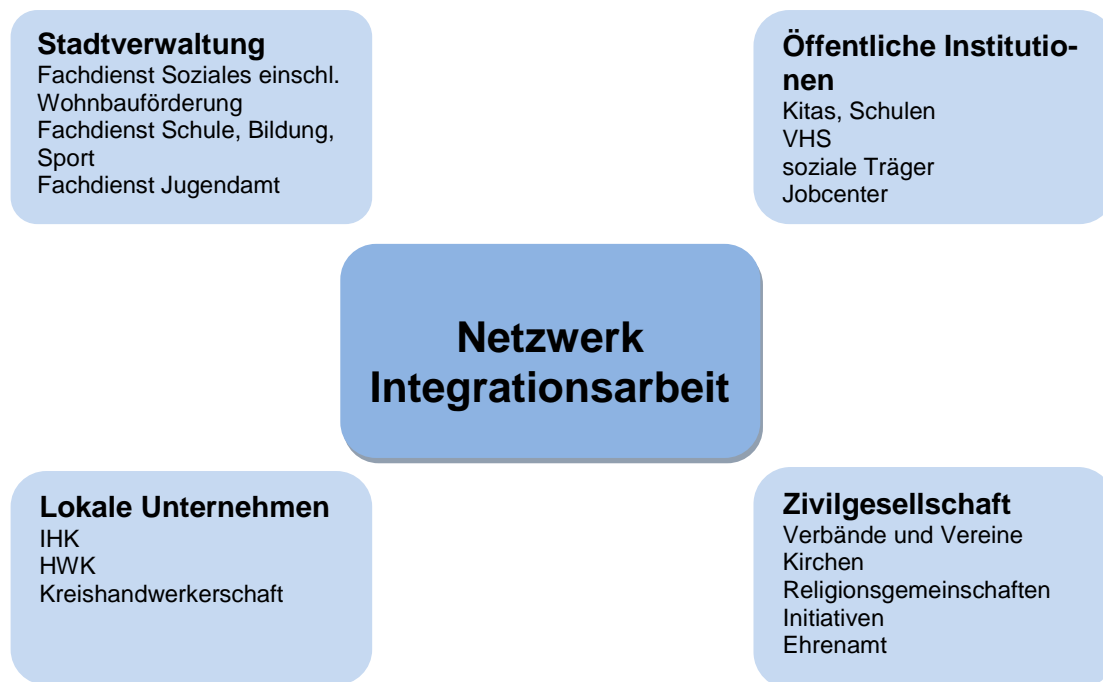 Stadtverwaltung
Fachdienst Soziales einschl.
Wohnbauförderung
Fachdienst Schule, Bildung,
Sport
Fachdienst Jugendamt
Öffentliche Institutio-
nen
Kitas, Schulen
VHS
soziale Träger
Jobcenter
Netzwerk
Integrationsarbeit
Lokale Unternehmen
IHK
HWK
Kreishandwerkerschaft
Zivilgesellschaft
Verbände und Vereine
Kirchen
Religionsgemeinschaften
Initiativen
Ehrenamt